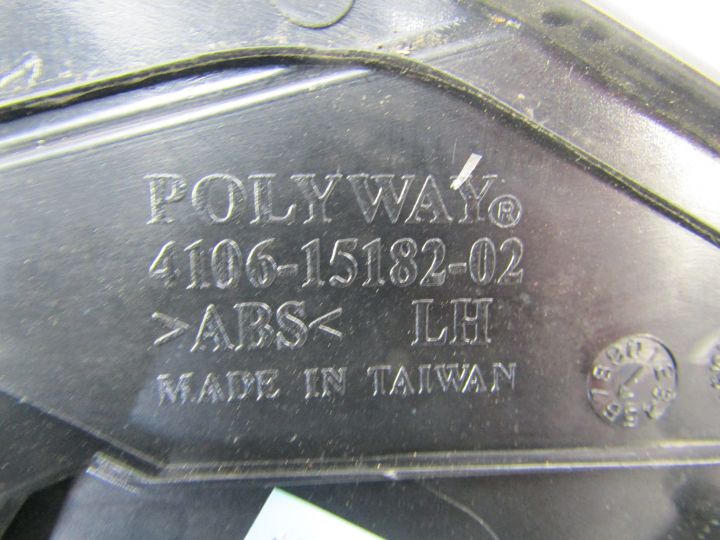 POLYWAY®
4106-15182-02
>ABS< LH
MADE IN TAIWAN